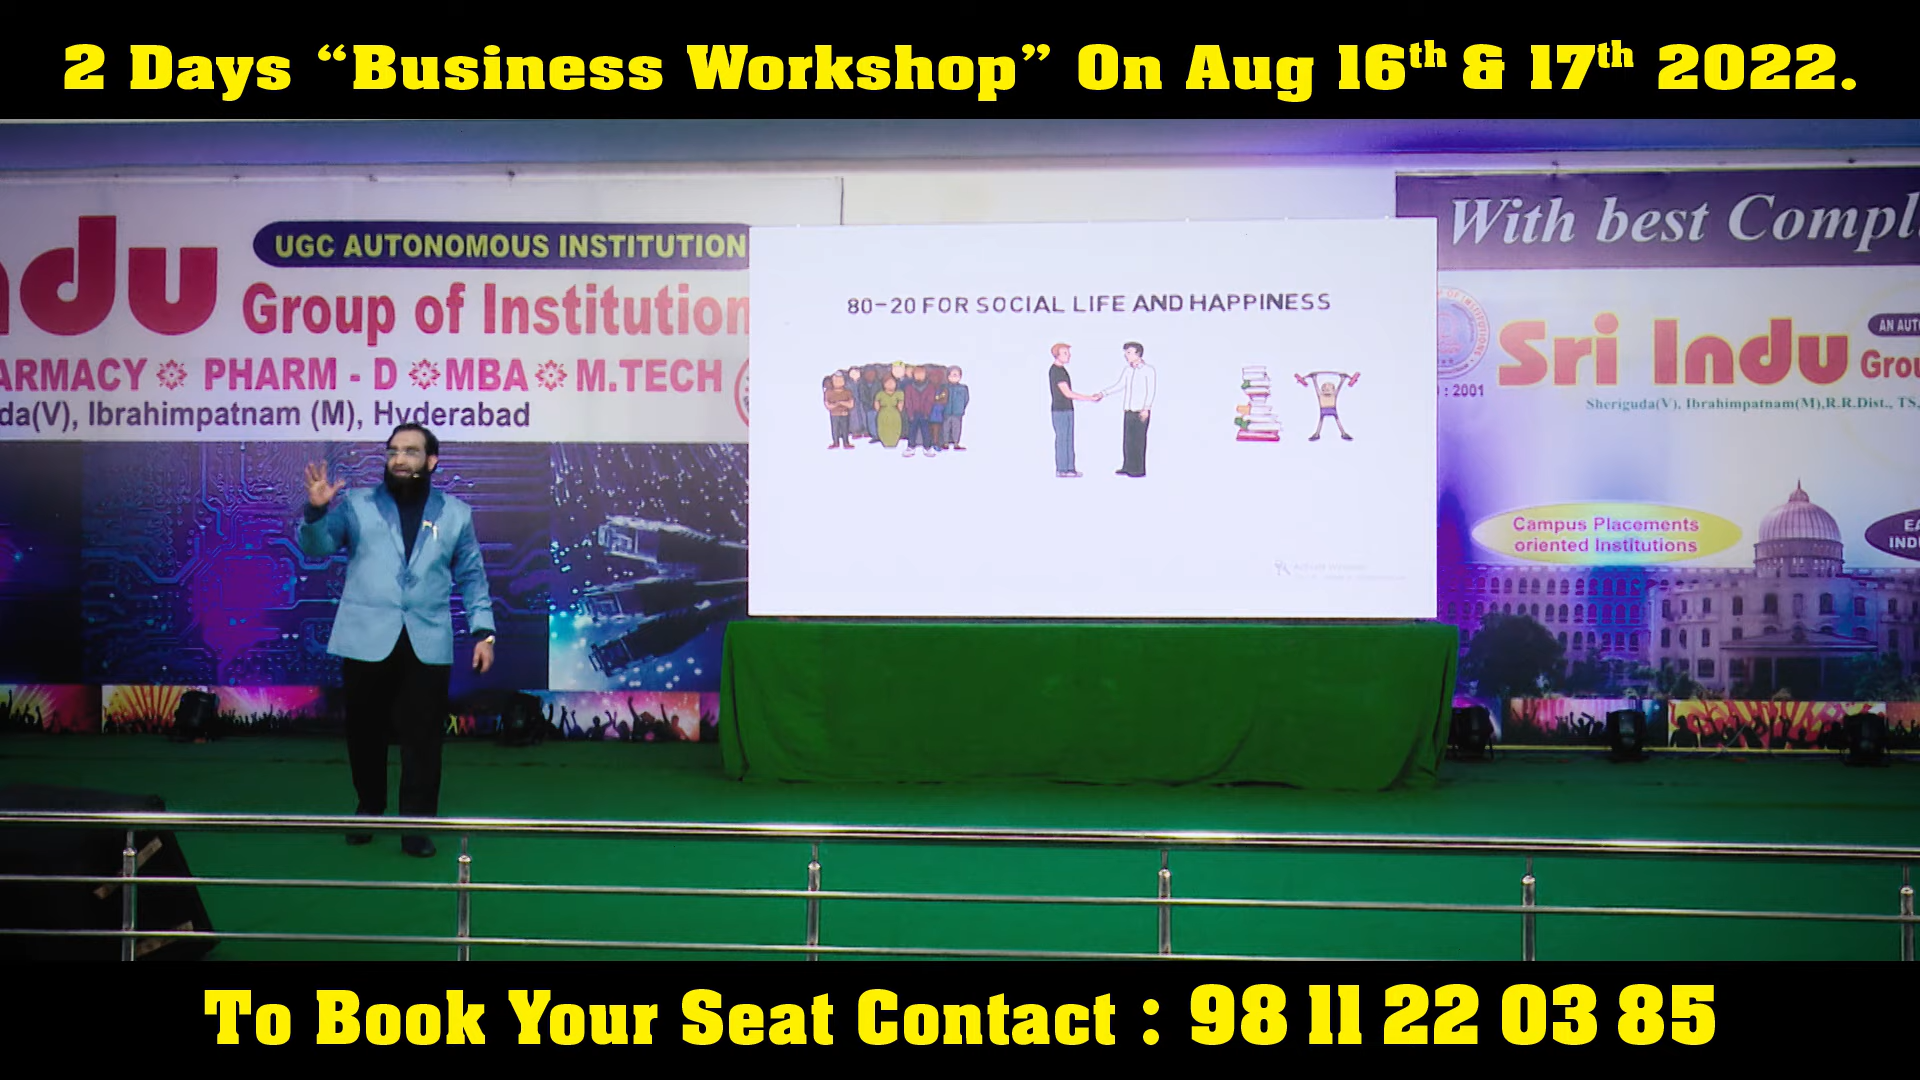 2 Days “Business Workshop” On Aug 16th & 17th 2022.
ndu
UGC AUTONOMOUS INSTITUTION
Group of Institution
ARMACY PHARM - D MBA M.TECH
da(V), Ibrahimpatnam (M), Hyderabad
80-20 FOR SOCIAL LIFE AND HAPPINESS
With best Compl
AN AUT
Sri Indu Grou
: 2001
Sheriguda(V), Ibrahimpatnam(M),R.R.Dist., TS.
Campus Placements
oriented Institutions
EA
IND
To Book Your Seat Contact : 98 11 22 03 85